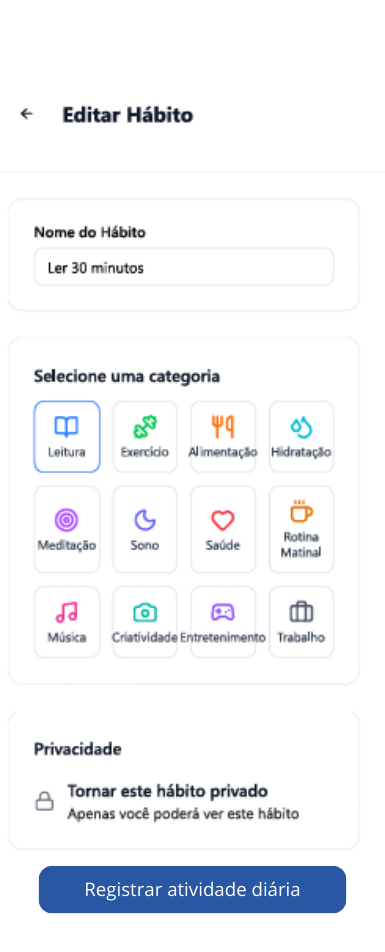 Editar Hábito
Nome do Hábito
Ler 30 minutos
Selecione uma categoria
Leitura
Exercício
Alimentação
Hidratação
Meditação
Sono
Saúde
Rotina
Matinal
Música
Criatividade
Entretenimento
Trabalho
Privacidade
Tornar este hábito privado
Apenas você poderá ver este hábito
Registrar atividade diária